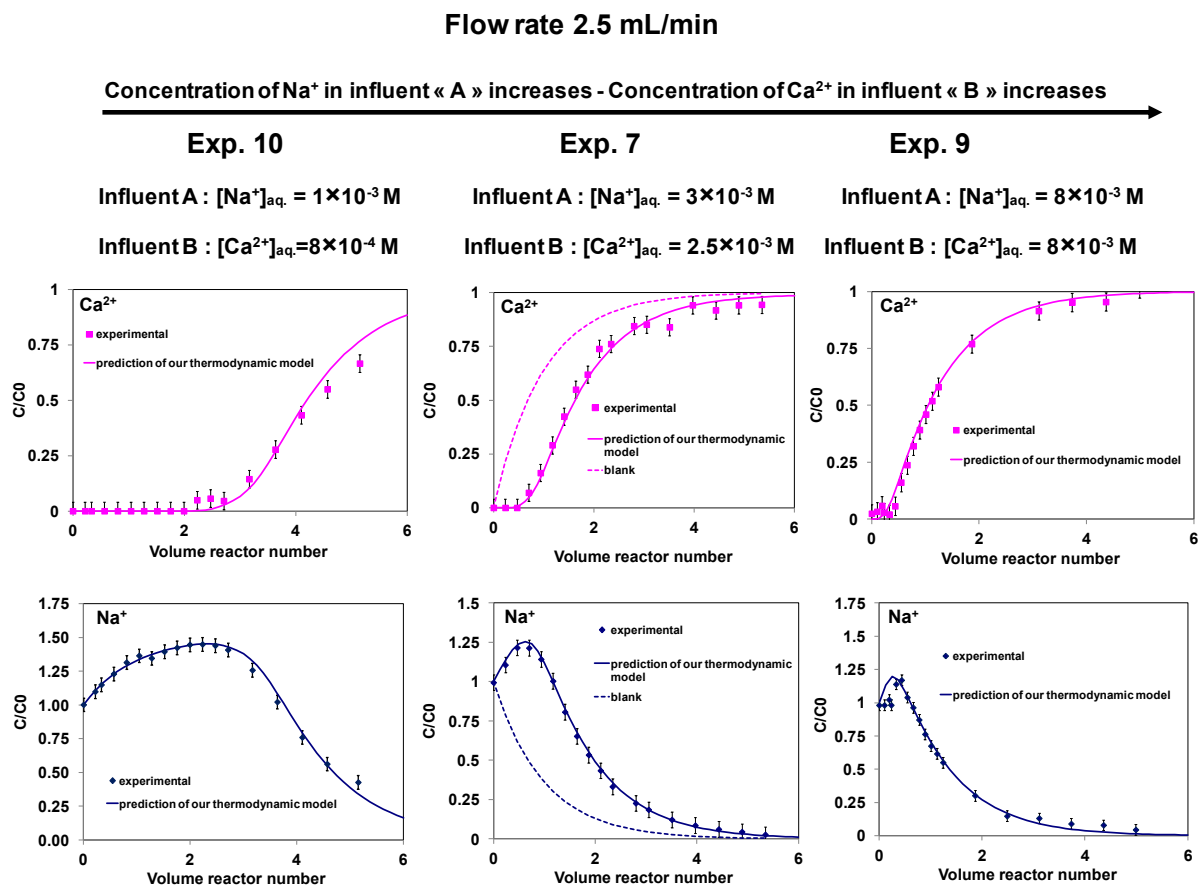 Flow rate 2.5 mL/min
Concentration of Na⁺ in influent « A » increases - Concentration of Ca²⁺ in influent « B » increases
Exp. 10
Influent A : [Na⁺]aq. = 1×10⁻³ M
Influent B : [Ca²⁺]aq.=8×10⁻⁴ M
Exp. 7
Influent A : [Na⁺]aq. = 3×10⁻³ M
Influent B : [Ca²⁺]aq. = 2.5×10⁻³ M
Exp. 9
Influent A : [Na⁺]aq. = 8×10⁻³ M
Influent B : [Ca²⁺]aq. = 8×10⁻³ M
Ca²⁺
experimental
prediction of our thermodynamic model
C/C0
1
0.75
0.5
0.25
0
0 2 4 6
Volume reactor number
Ca²⁺
experimental
prediction of our thermodynamic
model
blank
C/C0
1
0.75
0.5
0.25
0
0 2 4 6
Volume reactor number
Ca²⁺
experimental
prediction of our thermodynamic model
C/C0
1
0.75
0.5
0.25
0
0 2 4 6
Volume reactor number
Na⁺
experimental
prediction of our thermodynamic model
C/C0
1.75
1.50
1.25
1.00
0.75
0.50
0.25
0.00
0 2 4 6
Volume reactor number
Na⁺
experimental
prediction of our thermodynamic
model
blank
C/C0
1.5
1.25
1
0.75
0.5
0.25
0
0 2 4 6
Volume reactor number
Na⁺
experimental
prediction of our thermodynamic model
C/C0
1.75
1.5
1.25
1
0.75
0.5
0.25
0
0 2 4 6
Volume reactor number